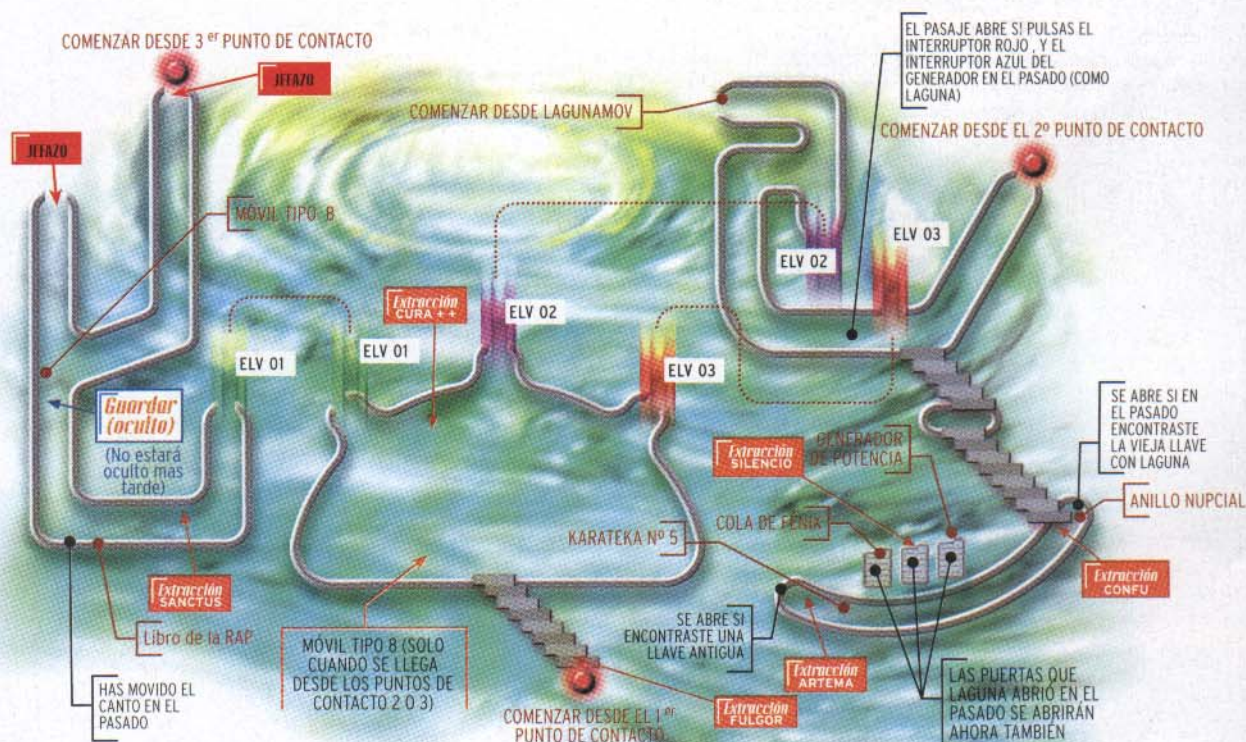 COMENZAR DESDE 3 er PUNTO DE CONTACTO
JEFAZO
JEFAZO
MÓVIL TIPO 8
ELV 01
ELV 01
Extracción
CURA ++
ELV 02
ELV 03
COMENZAR DESDE LAGUNAMOV
EL PASAJE ABRE SI PULSAS EL
INTERRUPTOR ROJO , Y EL
INTERRUPTOR AZUL DEL
GENERADOR EN EL PASADO (COMO
LAGUNA)
COMENZAR DESDE EL 2º PUNTO DE CONTACTO
ELV 02
ELV 03
Guardar
(oculto)
(No estará
oculto mas
tarde)
Extracción
SANCTUS
Libro de la RAP
HAS MOVIDO EL
CANTO EN EL
PASADO
MÓVIL TIPO 8 (SOLO
CUANDO SE LLEGA
DESDE LOS PUNTOS DE
CONTACTO 2 O 3)
COMENZAR DESDE EL 1 er
PUNTO DE CONTACTO
Extracción
FULGOR
KARATEKA Nº 5
Extracción
SILENCIO
GENERADOR
DE POTENCIA
COLA DE FENIX
SE ABRE SI EN
EL PASADO
ENCONTRASTE
LA VIEJA LLAVE
CON LAGUNA
ANILLO NUPCIAL
Extracción
CONFU
SE ABRE SI
ENCONTRASTE UNA
LLAVE ANTIGUA
Extracción
ARTEMA
LAS PUERTAS QUE
LAGUNA ABRIÓ EN EL
PASADO SE ABRIRÁN
AHORA TAMBIÉN